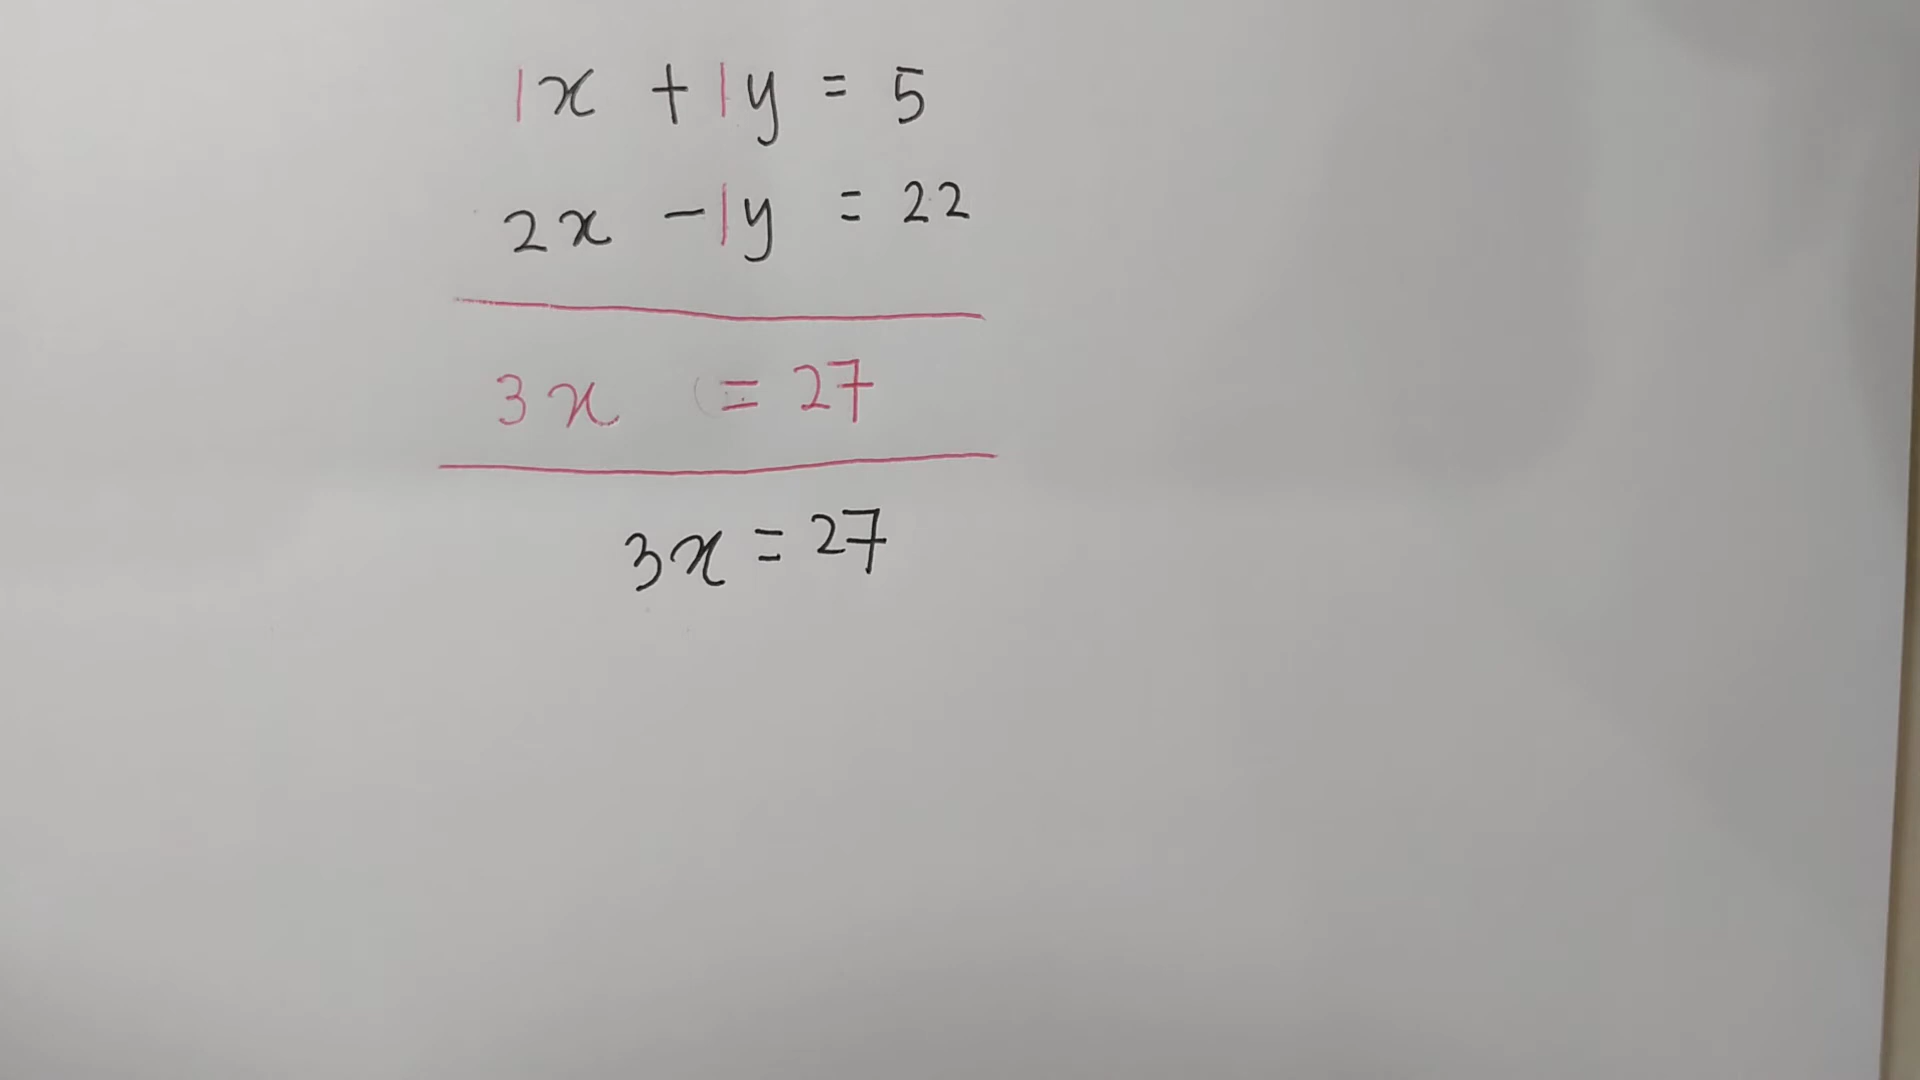 1x + 1y = 5
2x - 1y = 22
3x = 27
3x = 27